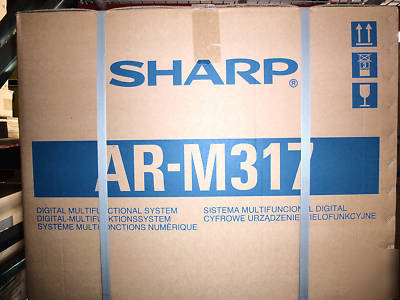 SHARP
®
AR-M317
DIGITAL MULTIFUNCTIONAL SYSTEM
DIGITAL-MULTIFUNKTIONSSYSTEM
SYSTÈME MULTIFONCTIONS NUMÉRIQUE
SISTEMA MULTIFUNCIONAL DIGITAL
CYFROWE URZĄDZENIE WIELOFUNKCYJNE